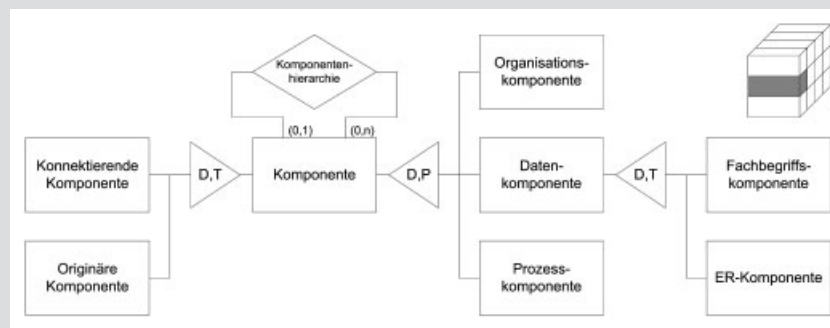 Komponenten-
hierarchie
(0,1)
(0,n)
Konnektierende
Komponente
D,T
Komponente
D,P
Organisations-
komponente
Daten-
komponente
D,T
Fachbegriffs-
komponente
Originäre
Komponente
Prozess-
komponente
ER-Komponente